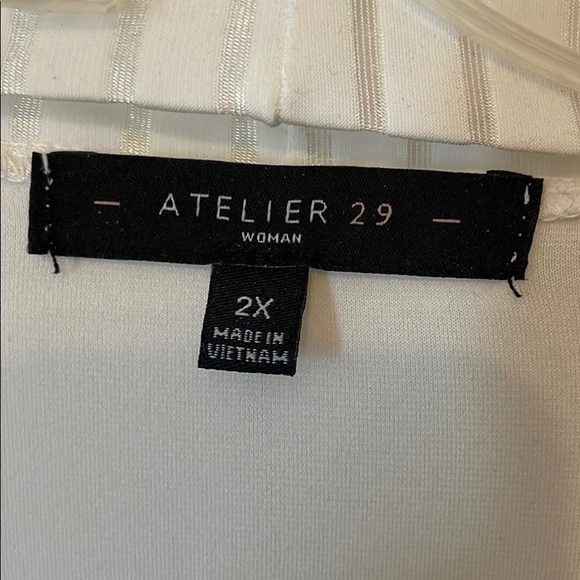 — ATELIER 29 —
WOMAN
2X
MADE IN
VIETNAM